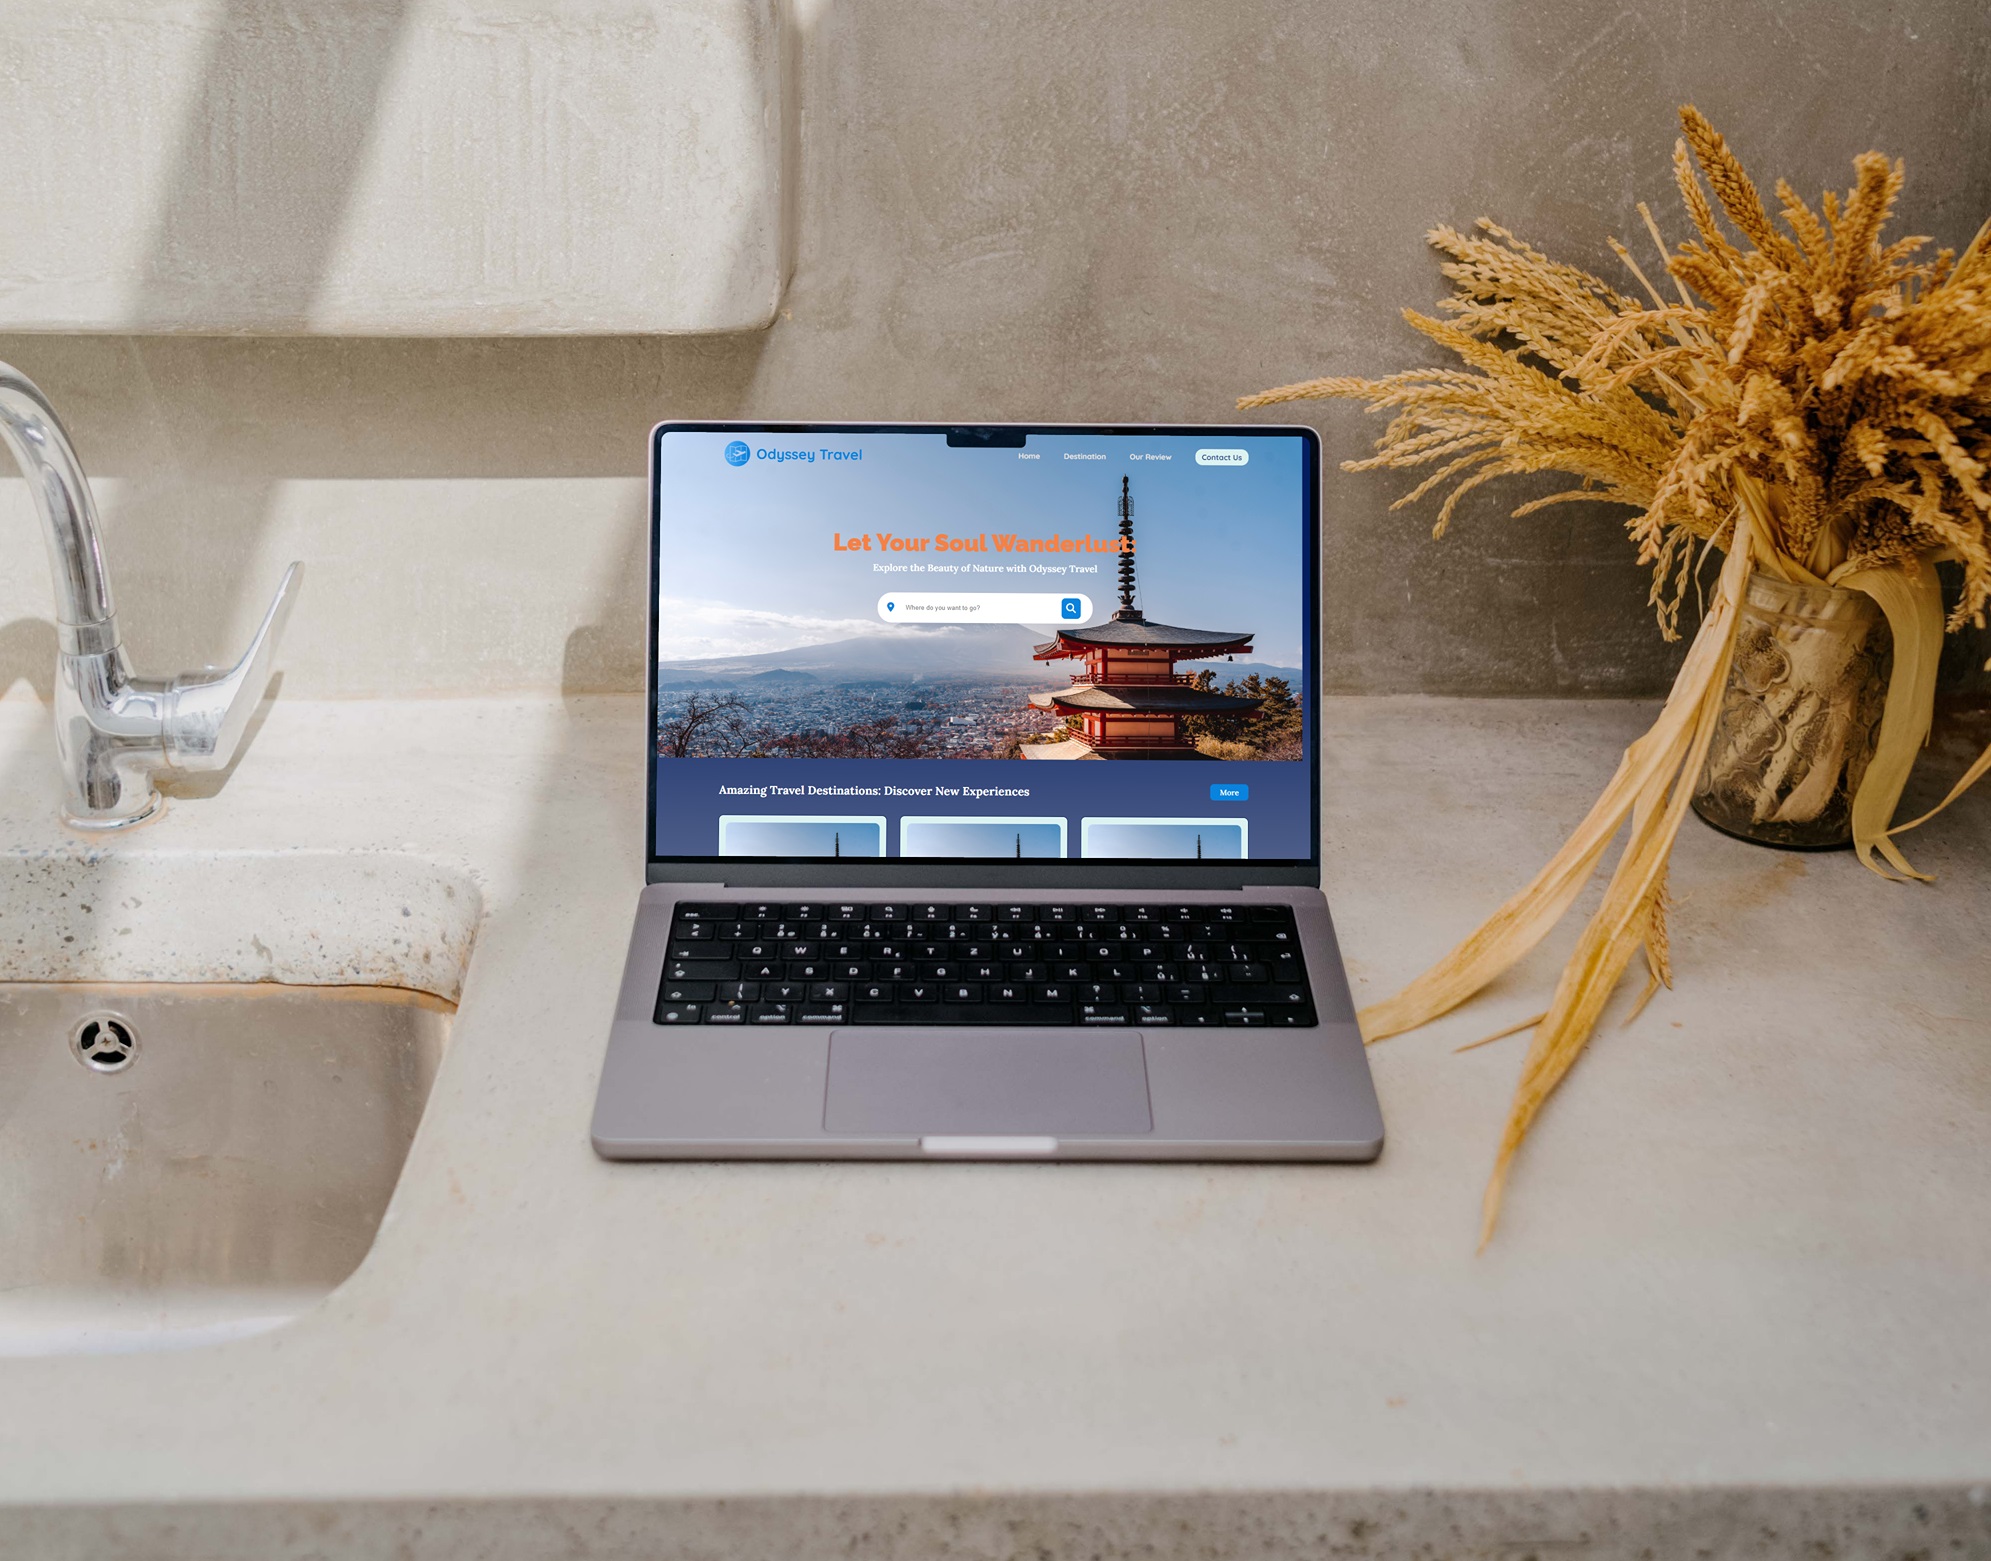 Odyssey Travel
Home Destination Our Review Contact Us
Let Your Soul Wanderlust:
Explore the Beauty of Nature with Odyssey Travel
Where do you want to go?
Amazing Travel Destinations: Discover New Experiences
More
Q W E R T Z U I O P
A S D F G H J K L
Y X C V B N M
fn control option command command option